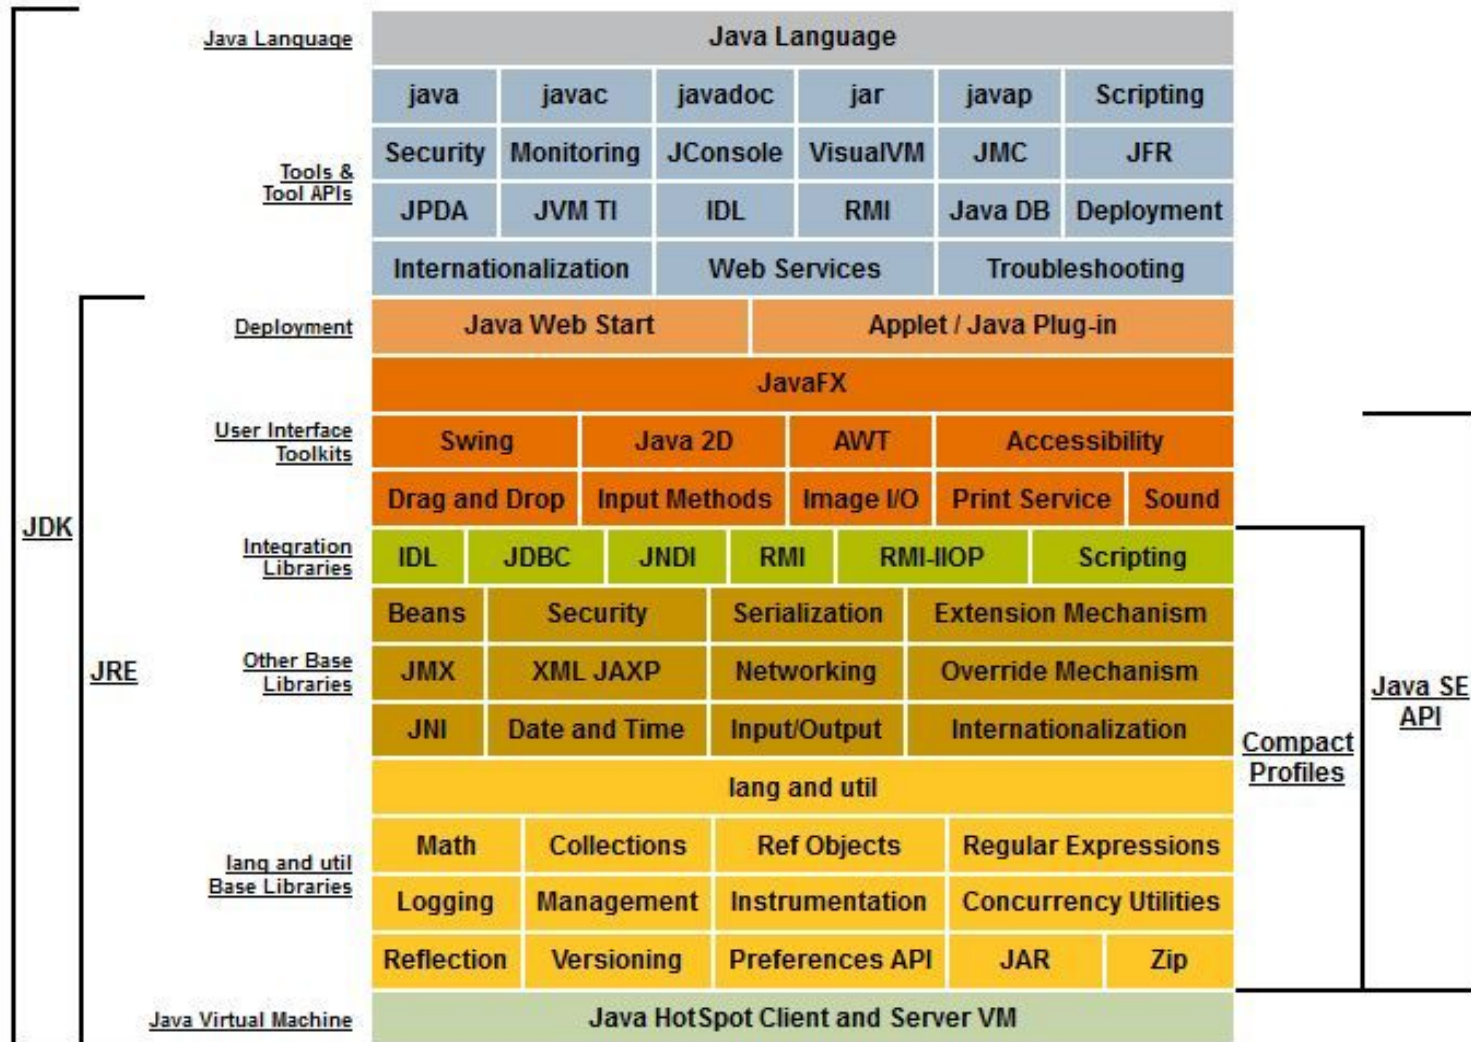 Java Language
Java Language
java javac javadoc jar javap Scripting
Tools &
Tool APIs
Security Monitoring JConsole VisualVM JMC JFR
JPDA JVM TI IDL RMI Java DB Deployment
Internationalization Web Services Troubleshooting
Deployment
Java Web Start Applet / Java Plug-in
JavaFX
User Interface
Toolkits
Swing Java 2D AWT Accessibility
Drag and Drop Input Methods Image I/O Print Service Sound
JDK
Integration
Libraries
IDL JDBC JNDI RMI RMI-IIOP Scripting
Beans Security Serialization Extension Mechanism
JRE
Other Base
Libraries
JMX XML JAXP Networking Override Mechanism
Java SE
API
JNI Date and Time Input/Output Internationalization
Compact
Profiles
lang and util
lang and util
Base Libraries
Math Collections Ref Objects Regular Expressions
Logging Management Instrumentation Concurrency Utilities
Reflection Versioning Preferences API JAR Zip
Java Virtual Machine
Java HotSpot Client and Server VM